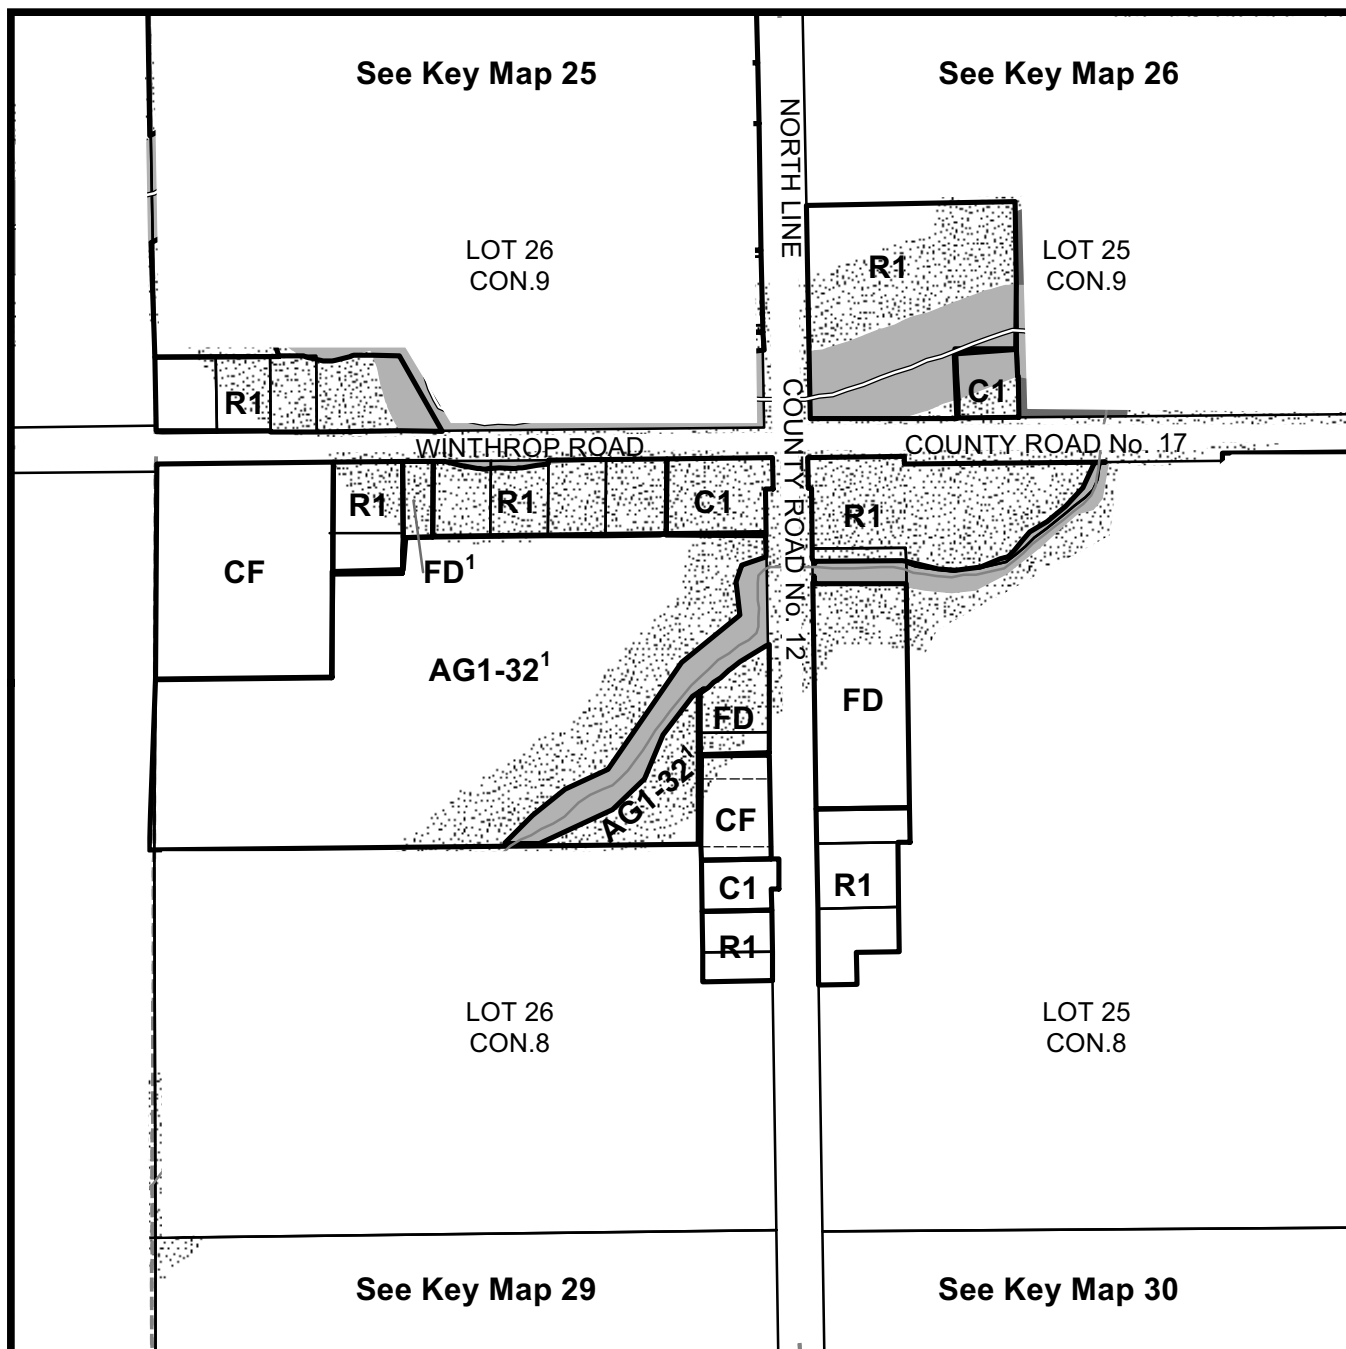 See Key Map 25
See Key Map 26
NORTH LINE
LOT 26
CON.9
R1
LOT 25
CON.9
R1
COUNTY ROAD No. 12
C1
WINTHROP ROAD
COUNTY ROAD No. 17
R1
R1
C1
R1
CF
FD¹
AG1-32¹
FD
FD
AG1-32¹
CF
C1
R1
R1
LOT 26
CON.8
LOT 25
CON.8
See Key Map 29
See Key Map 30